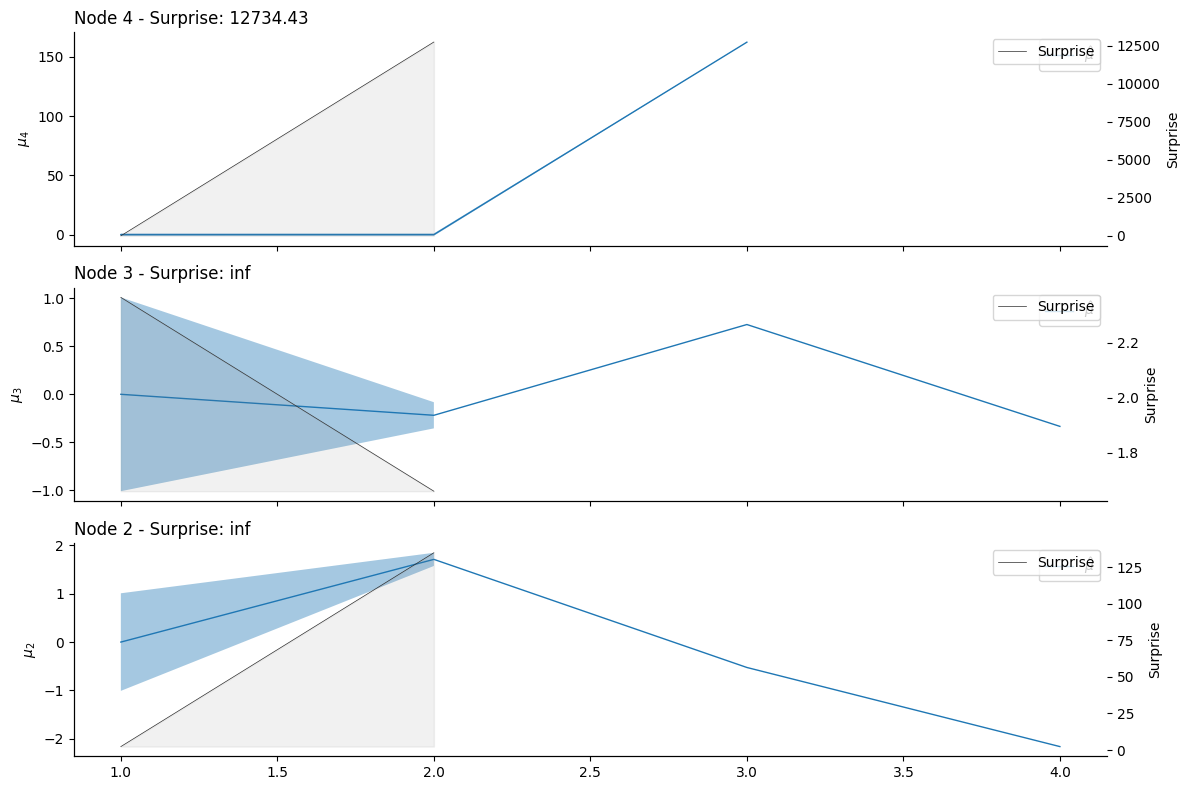 Node 4 - Surprise: 12734.43
150
100
50
0
μ4
Surprise
12500
10000
7500
5000
2500
0
Surprise
Node 3 - Surprise: inf
1.0
0.5
0.0
−0.5
−1.0
μ3
Surprise
2.2
2.0
1.8
Surprise
Node 2 - Surprise: inf
2
1
0
−1
−2
μ2
Surprise
125
100
75
50
25
0
Surprise
1.0 1.5 2.0 2.5 3.0 3.5 4.0